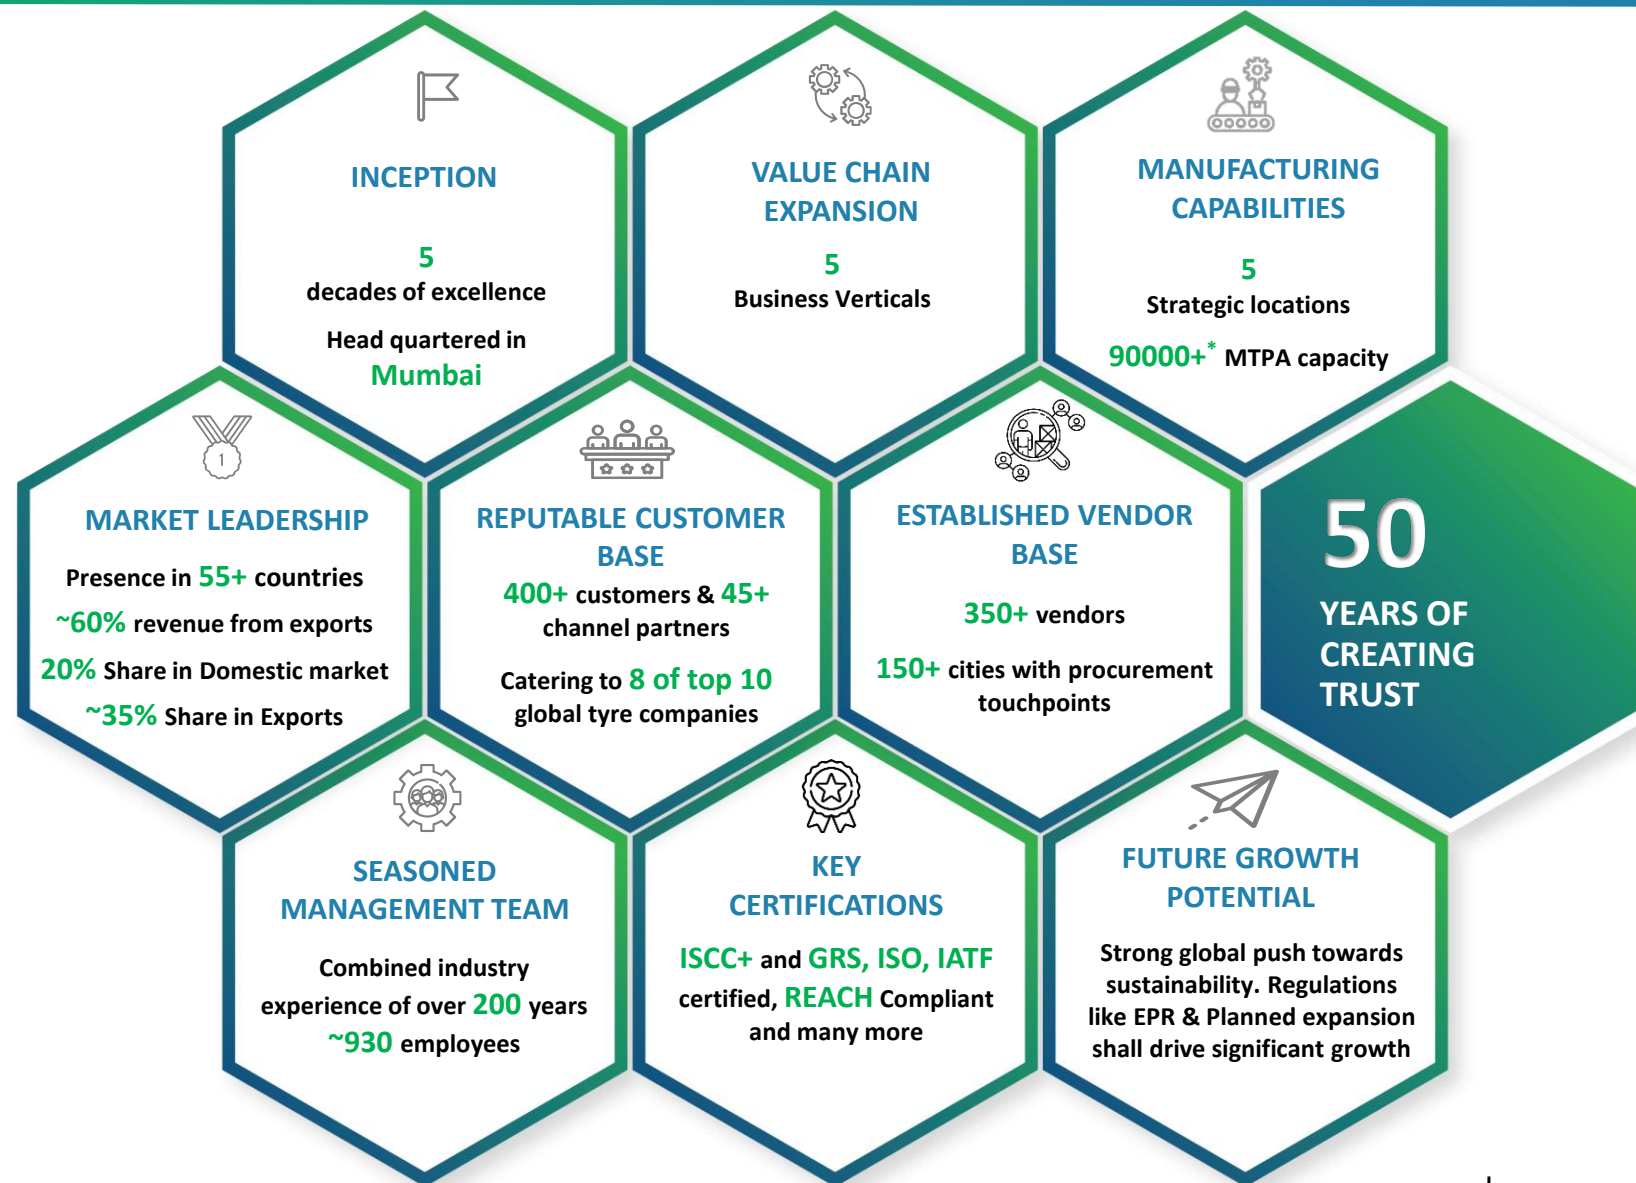 INCEPTION
5
decades of excellence
Head quartered in
Mumbai
VALUE CHAIN
EXPANSION
5
Business Verticals
MANUFACTURING
CAPABILITIES
5
Strategic locations
90000+* MTPA capacity
1
MARKET LEADERSHIP
Presence in 55+ countries
~60% revenue from exports
20% Share in Domestic market
~35% Share in Exports
REPUTABLE CUSTOMER
BASE
400+ customers & 45+
channel partners
Catering to 8 of top 10
global tyre companies
ESTABLISHED VENDOR
BASE
350+ vendors
150+ cities with procurement
touchpoints
50
YEARS OF
CREATING
TRUST
SEASONED
MANAGEMENT TEAM
Combined industry
experience of over 200 years
~930 employees
KEY
CERTIFICATIONS
ISCC+ and GRS, ISO, IATF
certified, REACH Compliant
and many more
FUTURE GROWTH
POTENTIAL
Strong global push towards
sustainability. Regulations
like EPR & Planned expansion
shall drive significant growth